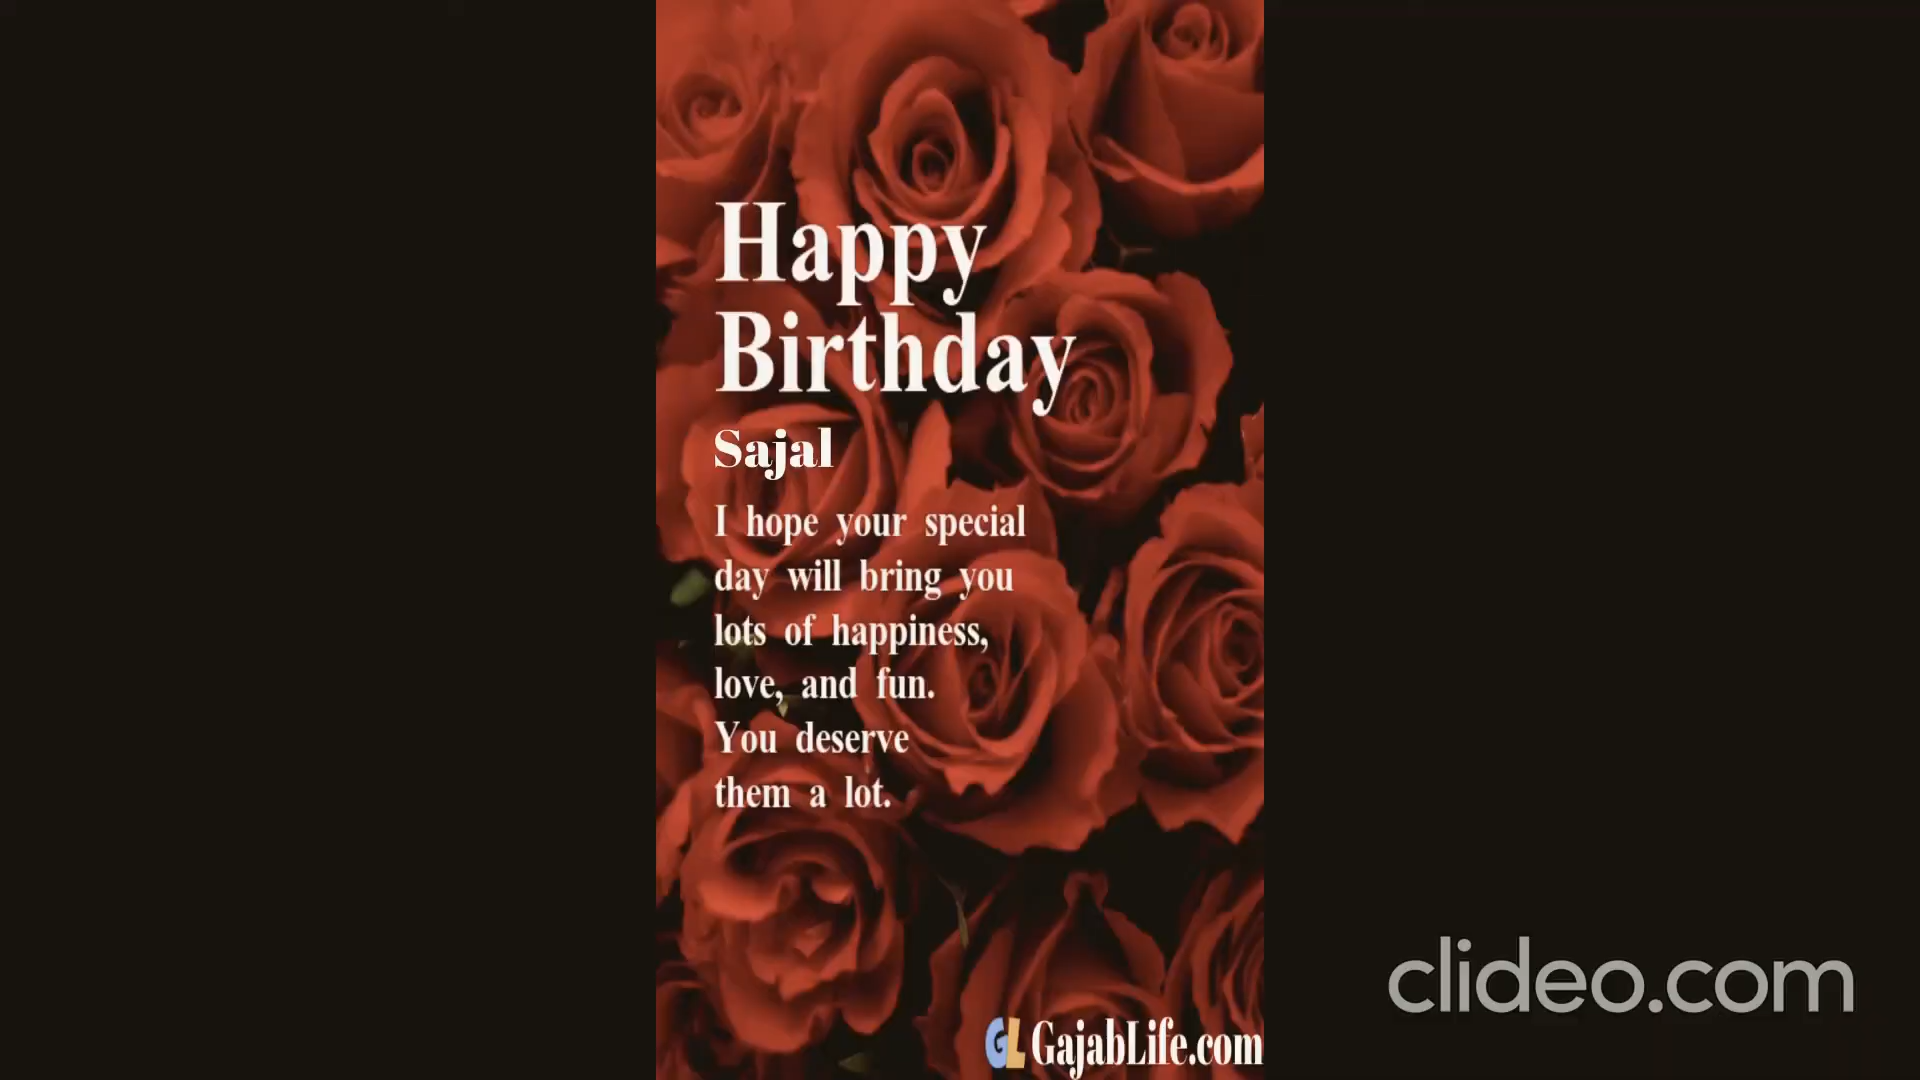 Happy
Birthday
Sajal
I hope your special
day will bring you
lots of happiness,
love, and fun.
You deserve
them a lot.
clideo.com
GL GajabLife.com